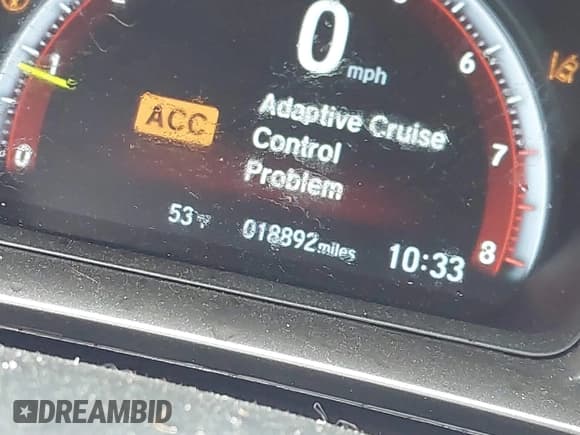 0 mph
6
1
ACC
Adaptive Cruise
Control
Problem
7
0
53°F
018892 miles
10:33
8
DREAMBID